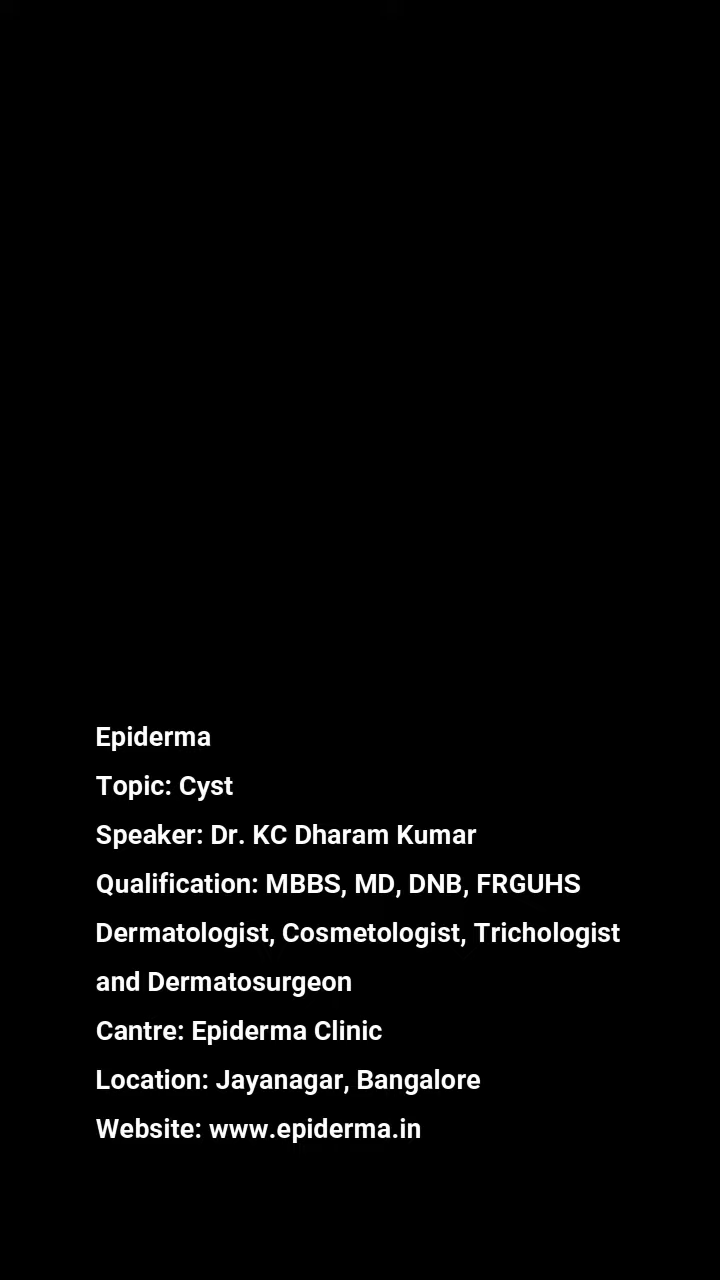 Epiderma
Topic: Cyst
Speaker: Dr. KC Dharam Kumar
Qualification: MBBS, MD, DNB, FRGUHS
Dermatologist, Cosmetologist, Trichologist
and Dermatosurgeon
Cantre: Epiderma Clinic
Location: Jayanagar, Bangalore
Website: www.epiderma.in